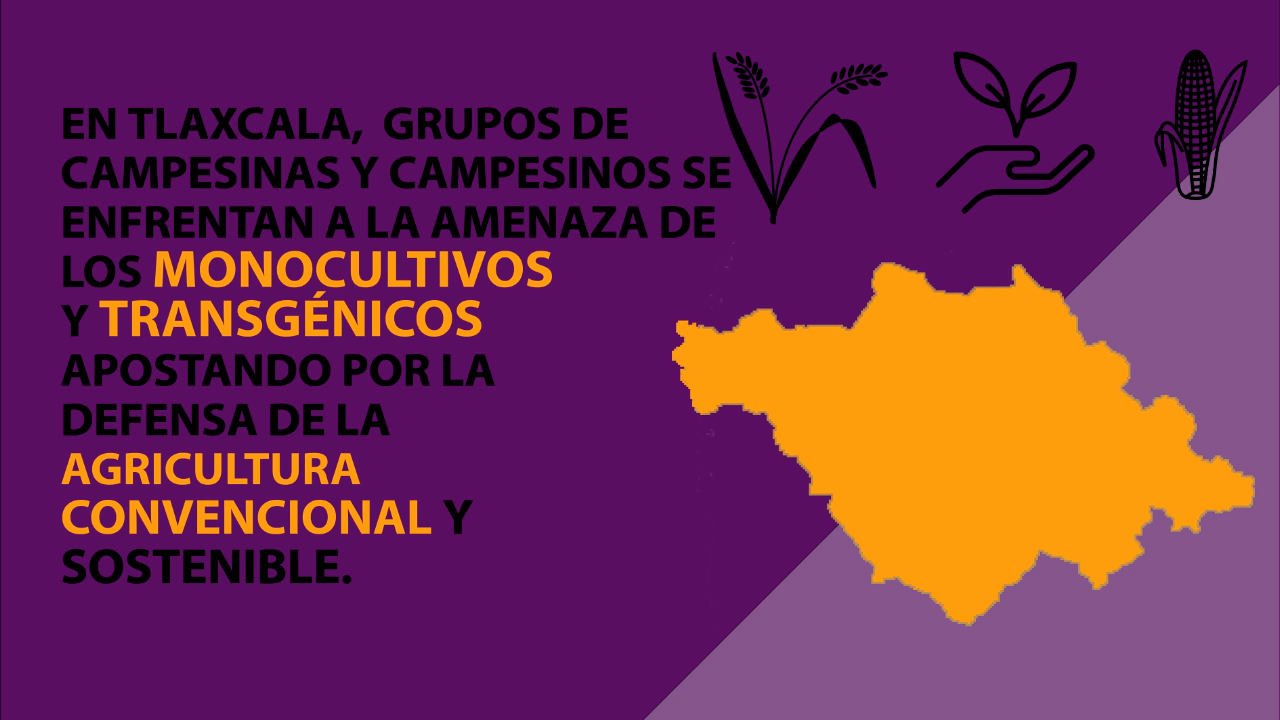 EN TLAXCALA, GRUPOS DE
CAMPESINAS Y CAMPESINOS SE
ENFRENTAN A LA AMENAZA DE
LOS MONOCULTIVOS
Y TRANSGÉNICOS
APOSTANDO POR LA
DEFENSA DE LA
AGRICULTURA
CONVENCIONAL Y
SOSTENIBLE.